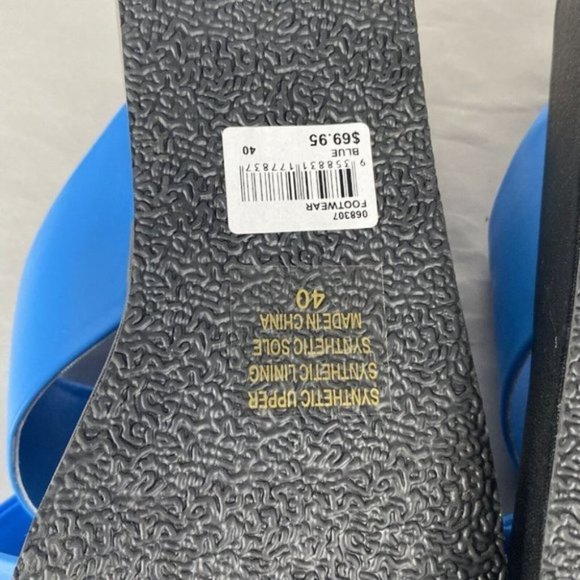 068307
FOOTWEAR
9 358831 177837
BLUE 40
$69.95
SYNTHETIC UPPER
SYNTHETIC LINING
SYNTHETIC SOLE
MADE IN CHINA
40